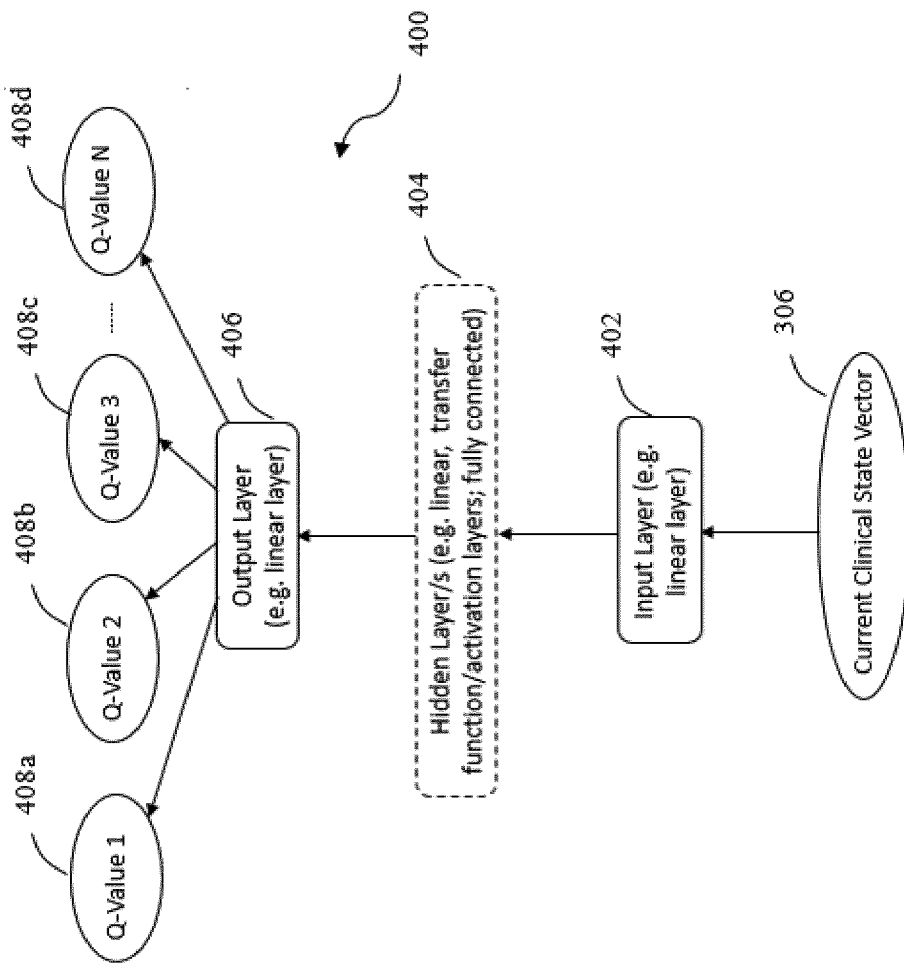 400
408a
Q-Value 1
408b
Q-Value 2
408c
Q-Value 3
408d
Q-Value N
406
Output Layer
(e.g. linear layer)
404
Hidden Layer/s (e.g. linear, transfer
function/activation layers; fully connected)
402
Input Layer (e.g.
linear layer)
306
Current Clinical State Vector